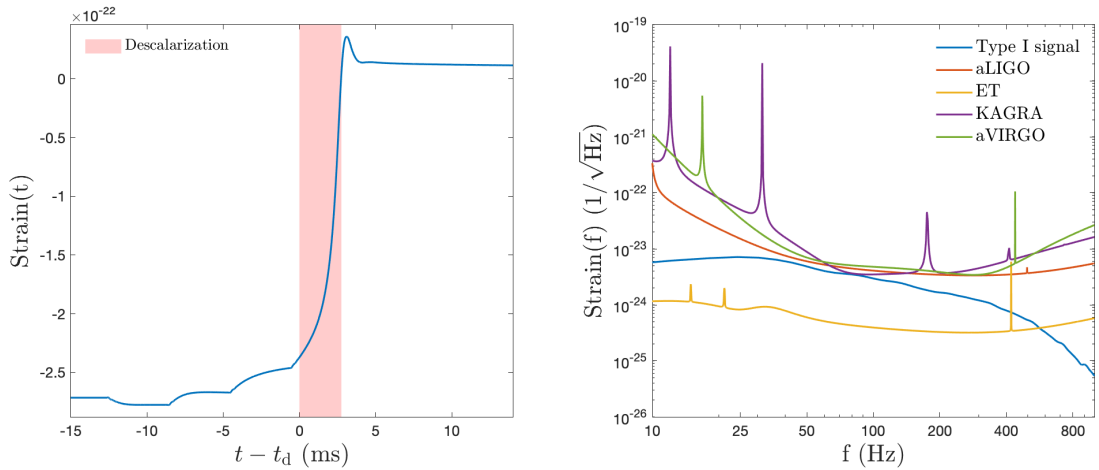 ×10^-22
Descalarization
0
-0.5
-1
-1.5
-2
-2.5
Strain(t)
-15
-10
-5
0
5
10
t − t_d (ms)
10^-19
10^-20
10^-21
10^-22
10^-23
10^-24
10^-25
10^-26
Strain(f) (1/√Hz)
Type I signal
aLIGO
ET
KAGRA
aVIRGO
10
25
50
100
200
400
800
f (Hz)